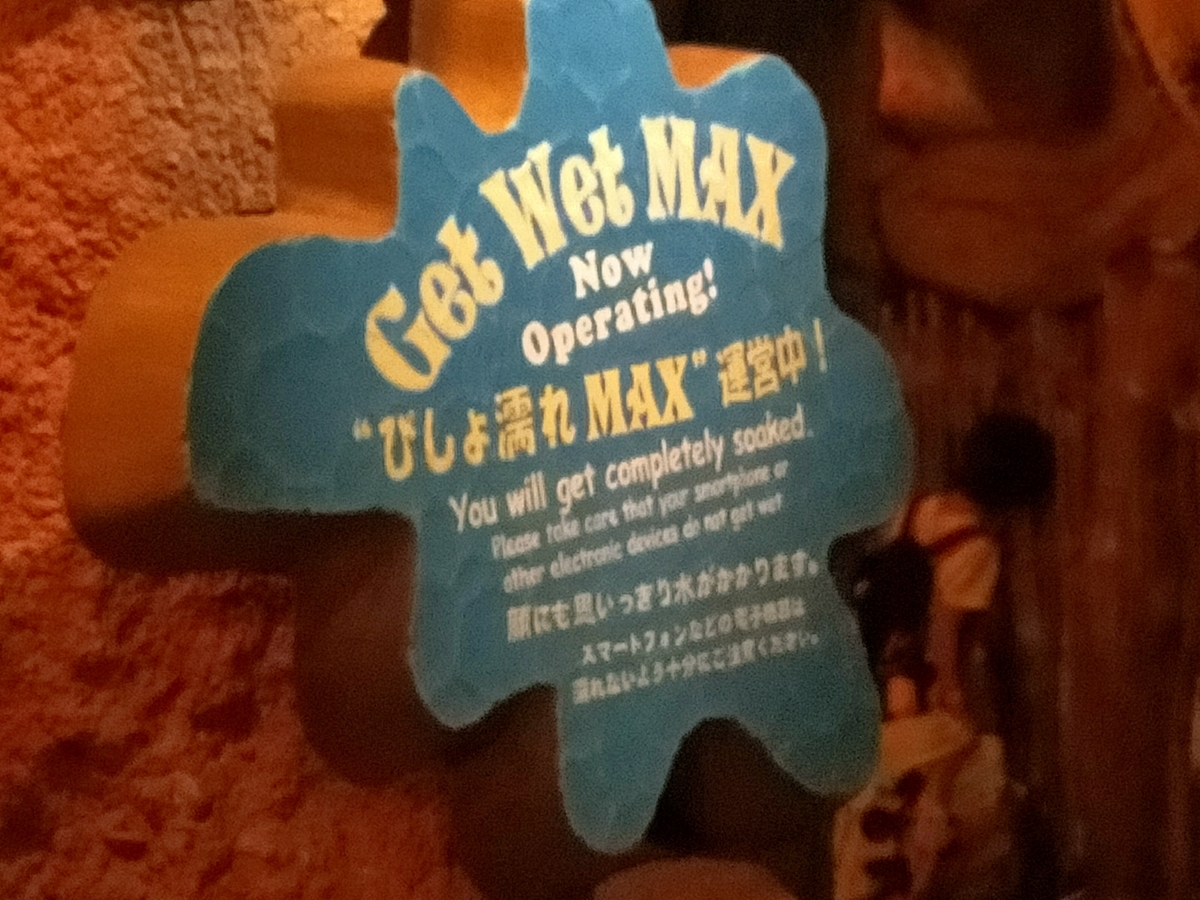 Get Wet MAX
Now
Operating!
“びしょ濡れ MAX” 運営中！
You will get completely soaked.
Please take care that your smartphone or
other electronic devices do not get wet
顔にも思いっきり水がかかります。
スマートフォンなどの電子機器は
濡れないよう十分にご注意ください。